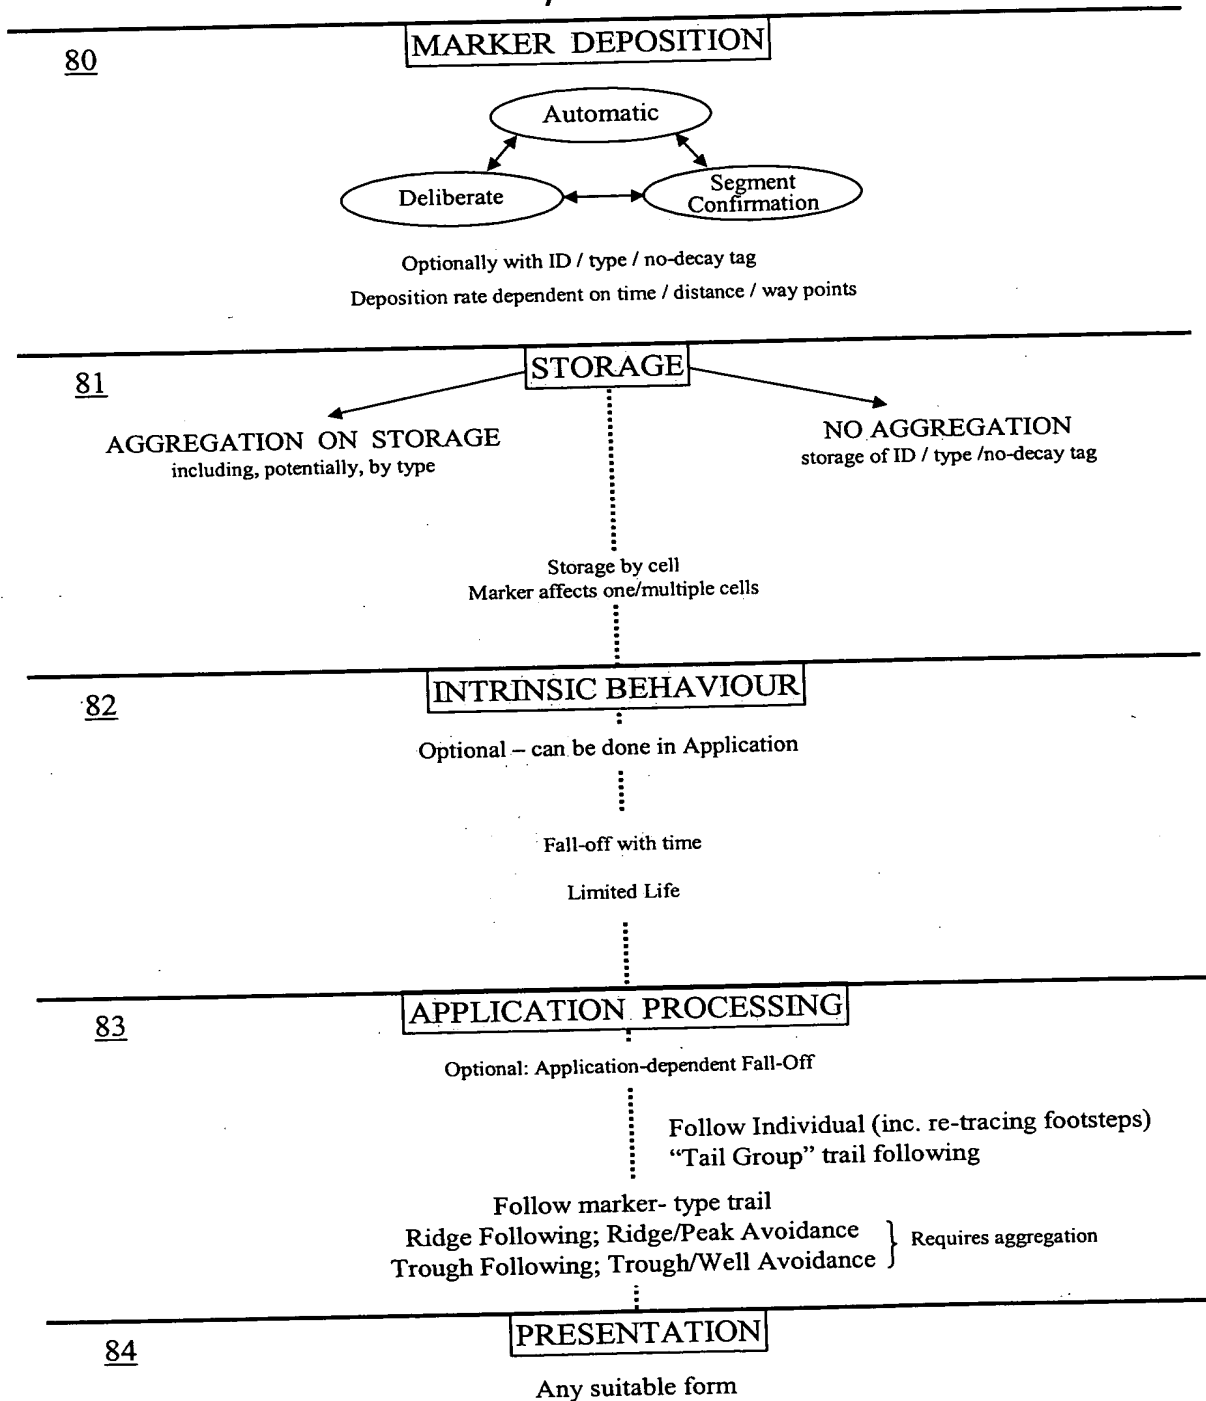 80
MARKER DEPOSITION
Automatic
Deliberate
Segment
Confirmation
Optionally with ID / type / no-decay tag
Deposition rate dependent on time / distance / way points
81
STORAGE
AGGREGATION ON STORAGE
including, potentially, by type
NO AGGREGATION
storage of ID / type /no-decay tag
Storage by cell
Marker affects one/multiple cells
82
INTRINSIC BEHAVIOUR
Optional – can be done in Application
Fall-off with time
Limited Life
83
APPLICATION PROCESSING
Optional: Application-dependent Fall-Off
Follow Individual (inc. re-tracing footsteps)
“Tail Group” trail following
Follow marker- type trail
Ridge Following; Ridge/Peak Avoidance
Trough Following; Trough/Well Avoidance
Requires aggregation
84
PRESENTATION
Any suitable form